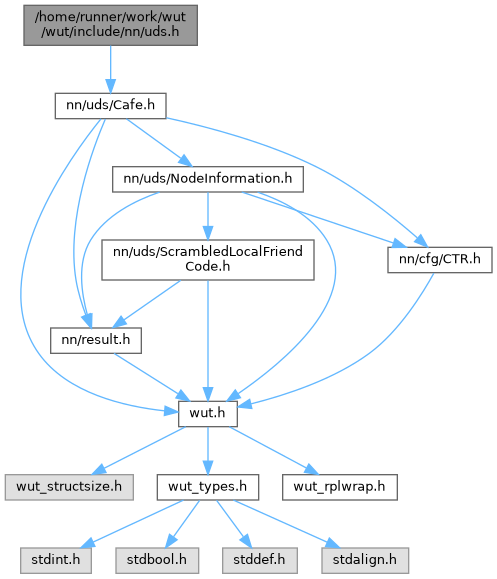 /home/runner/work/wut
/wut/include/nn/uds.h
nn/uds/Cafe.h
nn/uds/NodeInformation.h
nn/uds/ScrambledLocalFriend
Code.h
nn/cfg/CTR.h
nn/result.h
wut.h
wut_structsize.h
wut_types.h
wut_rplwrap.h
stdint.h
stdbool.h
stddef.h
stdalign.h